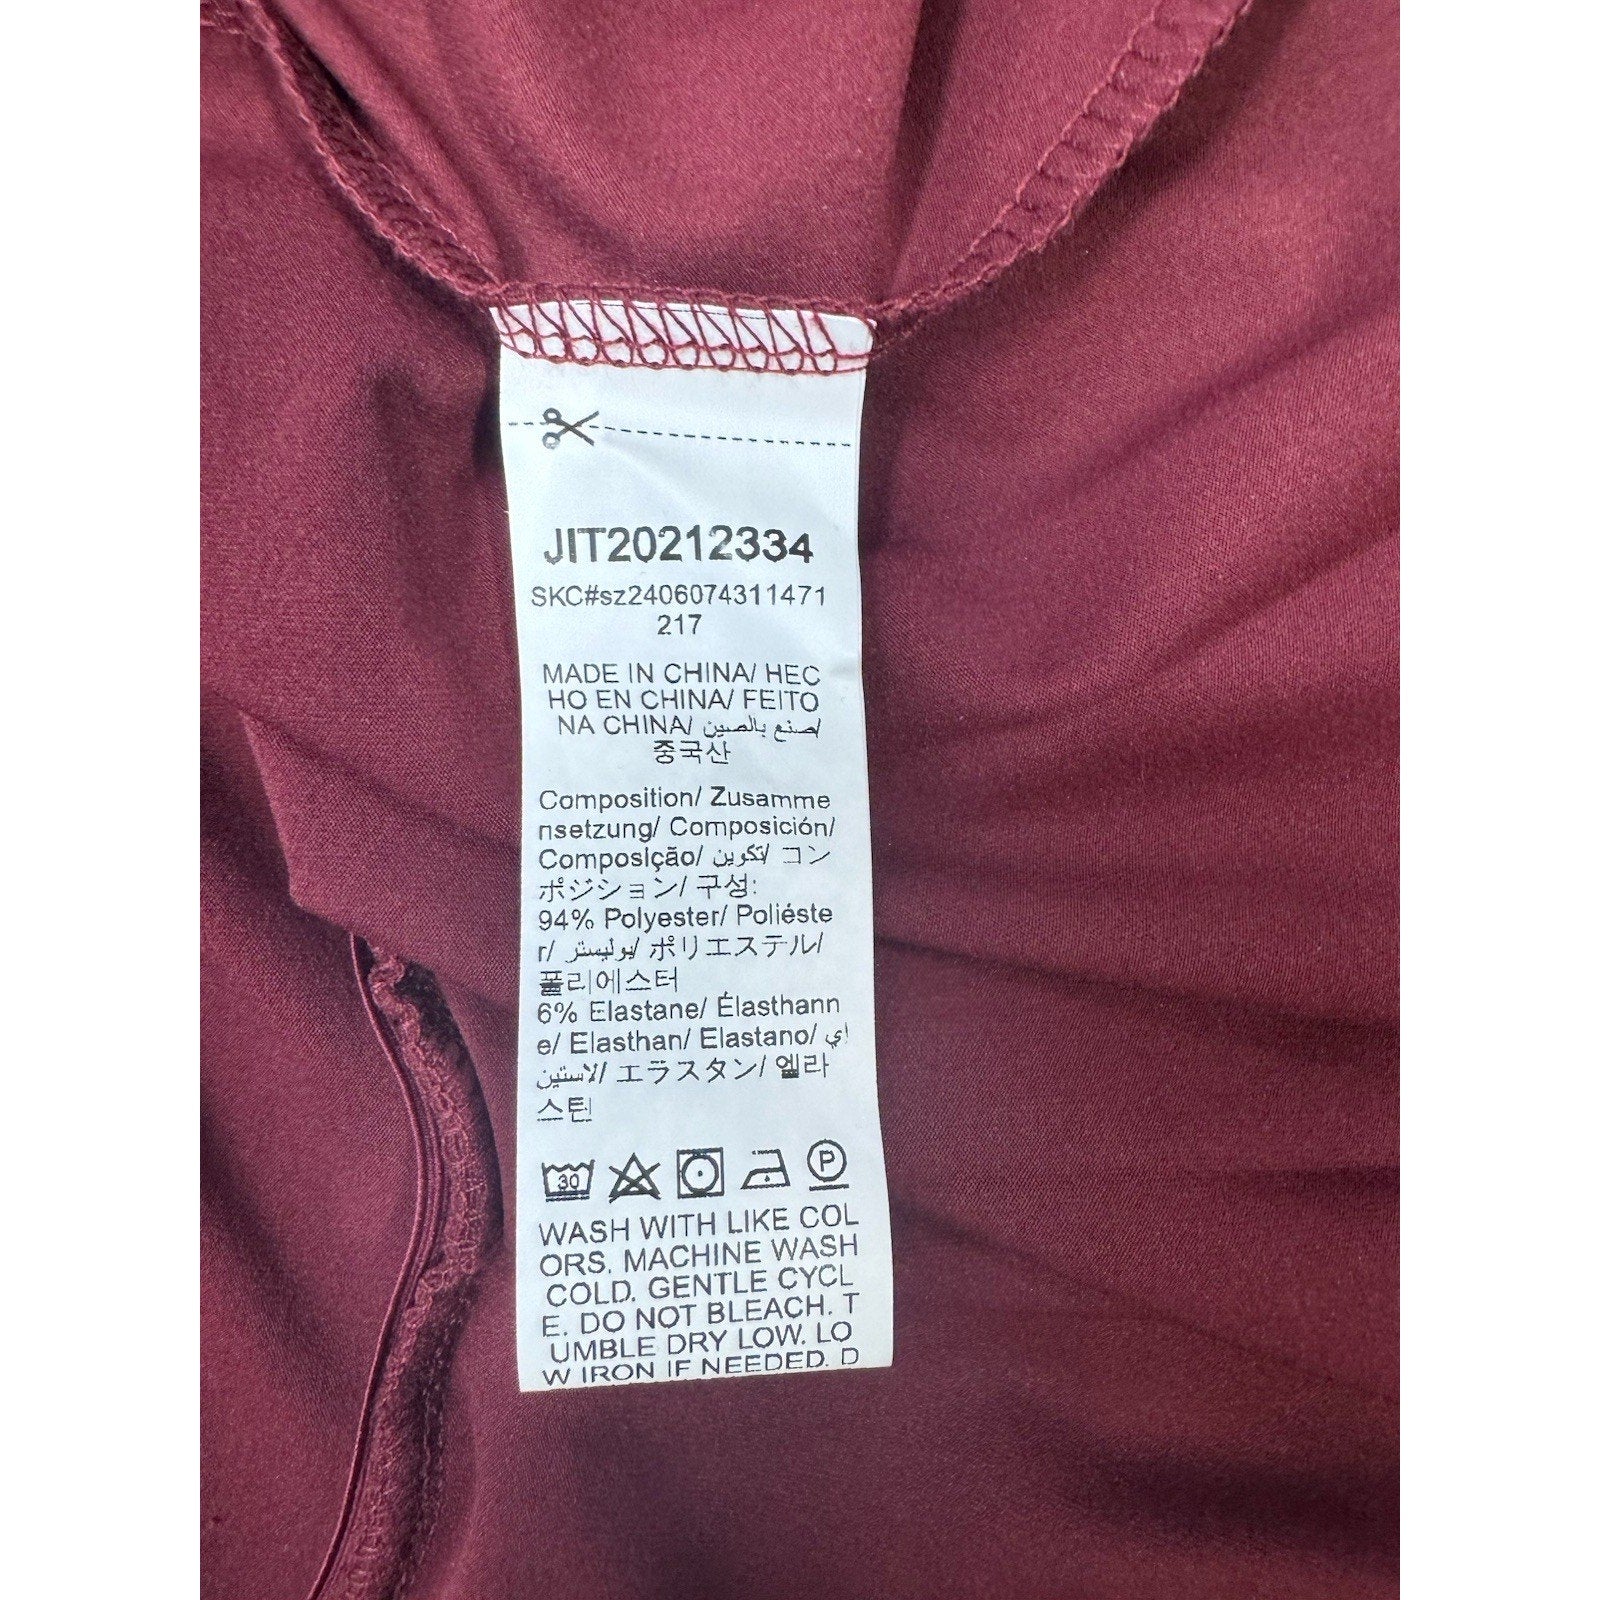 JIT20212334
SKC#sz2406074311471
217
MADE IN CHINA/ HEC
HO EN CHINA/ FEITO
NA CHINA/ صنع بالصين/
중국산
Composition/ Zusamme
nsetzung/ Composición/
Composição/ تكوين/ コン
ポジション/ 구성:
94% Polyester/ Poliéste
r/ بوليستر/ ポリエステル/
폴리에스터
6% Elastane/ Élasthann
e/ Elasthan/ Elastano/ إي
لاستين/ エラスタン/ 엘라
스틴
30 P
WASH WITH LIKE COL
ORS. MACHINE WASH
COLD. GENTLE CYCL
E. DO NOT BLEACH. T
UMBLE DRY LOW. LO
W IRON IF NEEDED. D